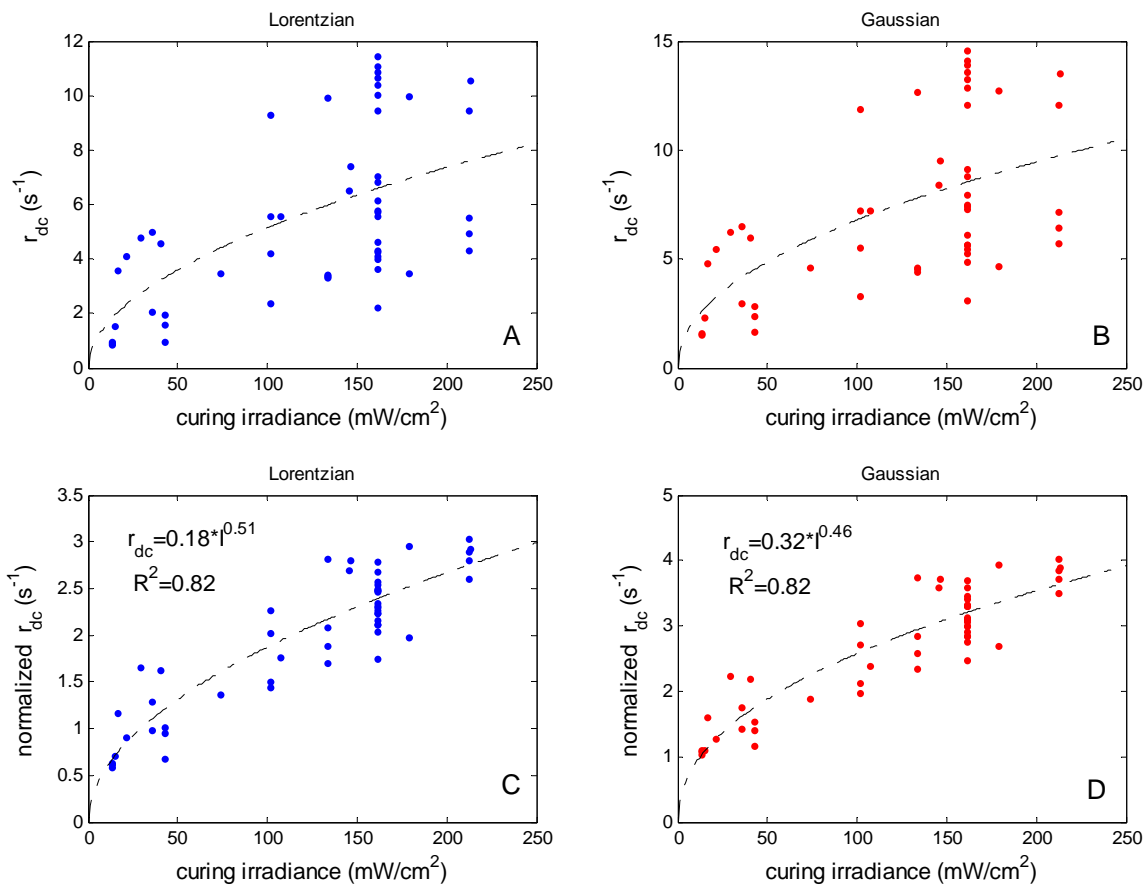 Lorentzian
12
10
8
6
4
2
0
r_dc (s^-1)
A
0 50 100 150 200 250
curing irradiance (mW/cm^2)
Gaussian
15
10
5
0
r_dc (s^-1)
B
0 50 100 150 200 250
curing irradiance (mW/cm^2)
Lorentzian
3.5
3
2.5
2
1.5
1
0.5
0
normalized r_dc (s^-1)
r_dc=0.18*I^0.51
R^2=0.82
C
0 50 100 150 200 250
curing irradiance (mW/cm^2)
Gaussian
5
4
3
2
1
0
normalized r_dc (s^-1)
r_dc=0.32*I^0.46
R^2=0.82
D
0 50 100 150 200 250
curing irradiance (mW/cm^2)